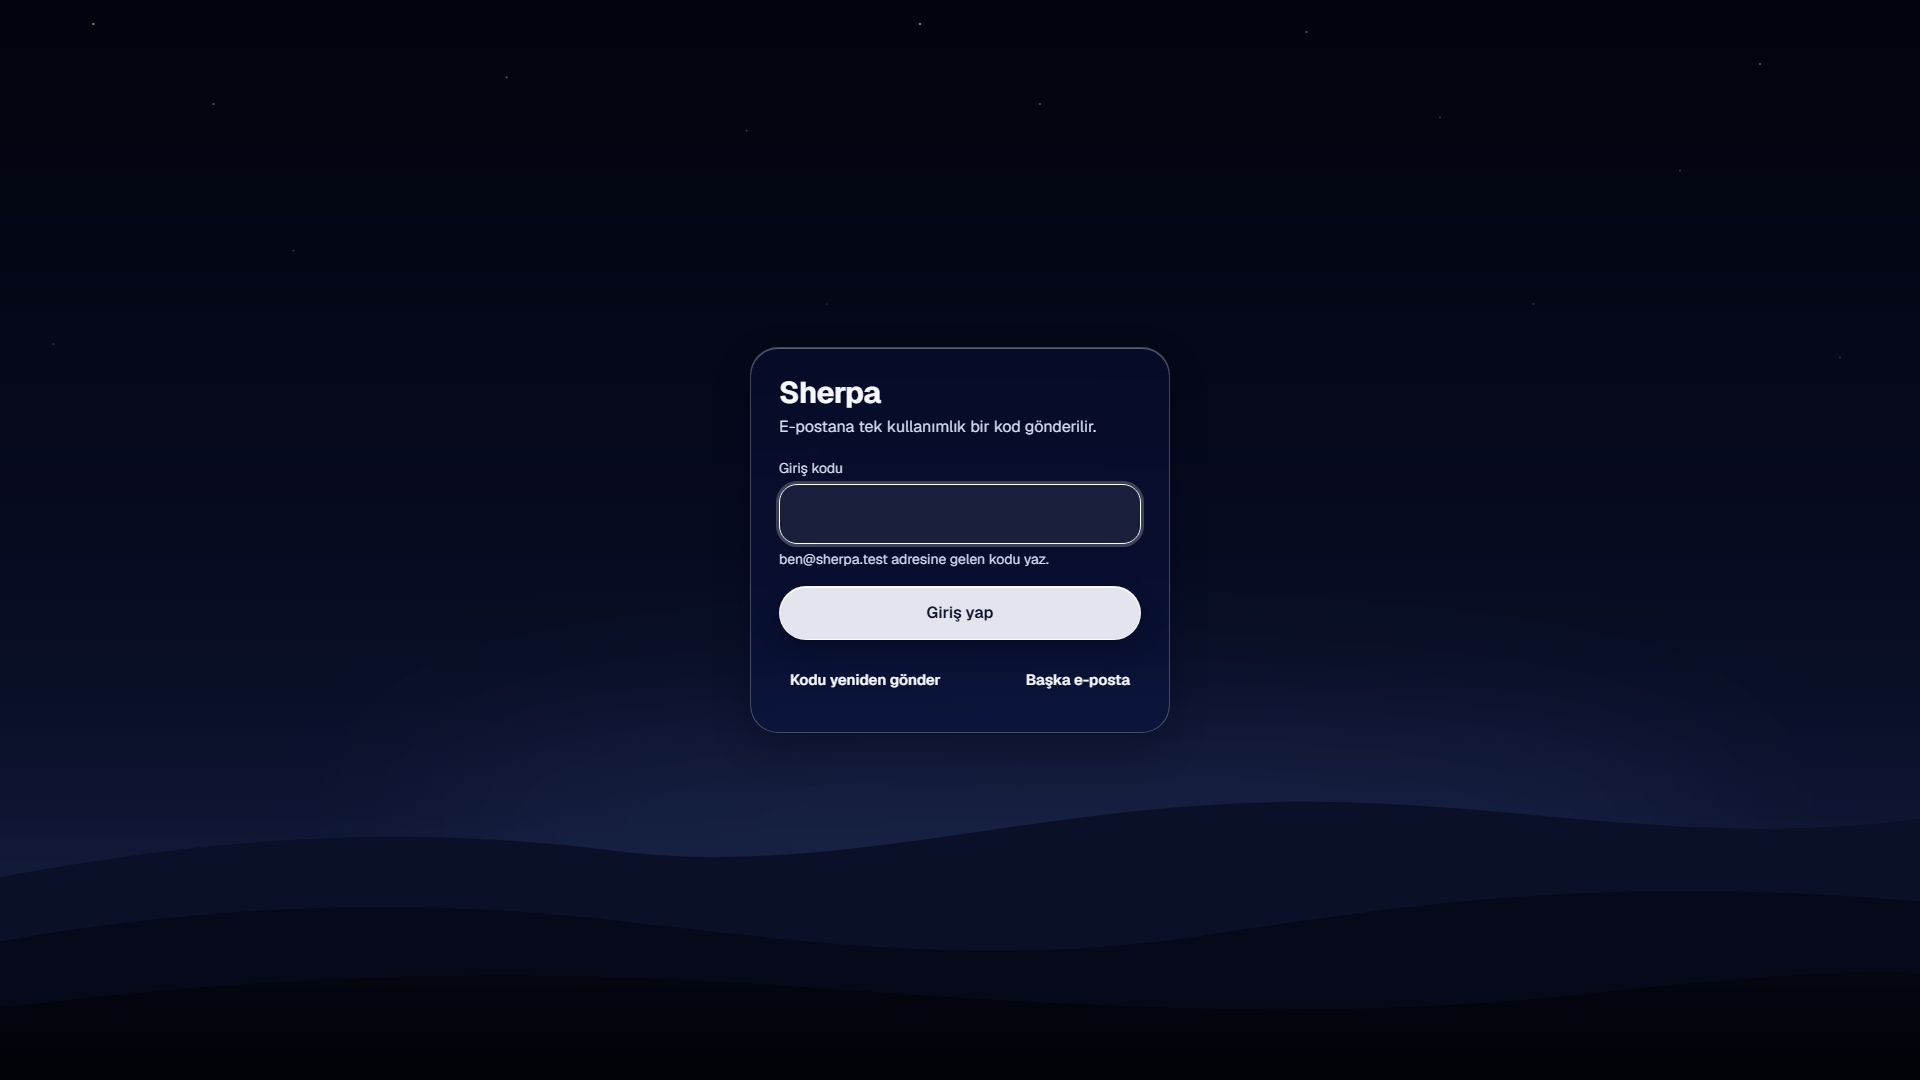 Sherpa
E-postana tek kullanımlık bir kod gönderilir.
Giriş kodu
ben@sherpa.test adresine gelen kodu yaz.
Giriş yap
Kodu yeniden gönder
Başka e-posta